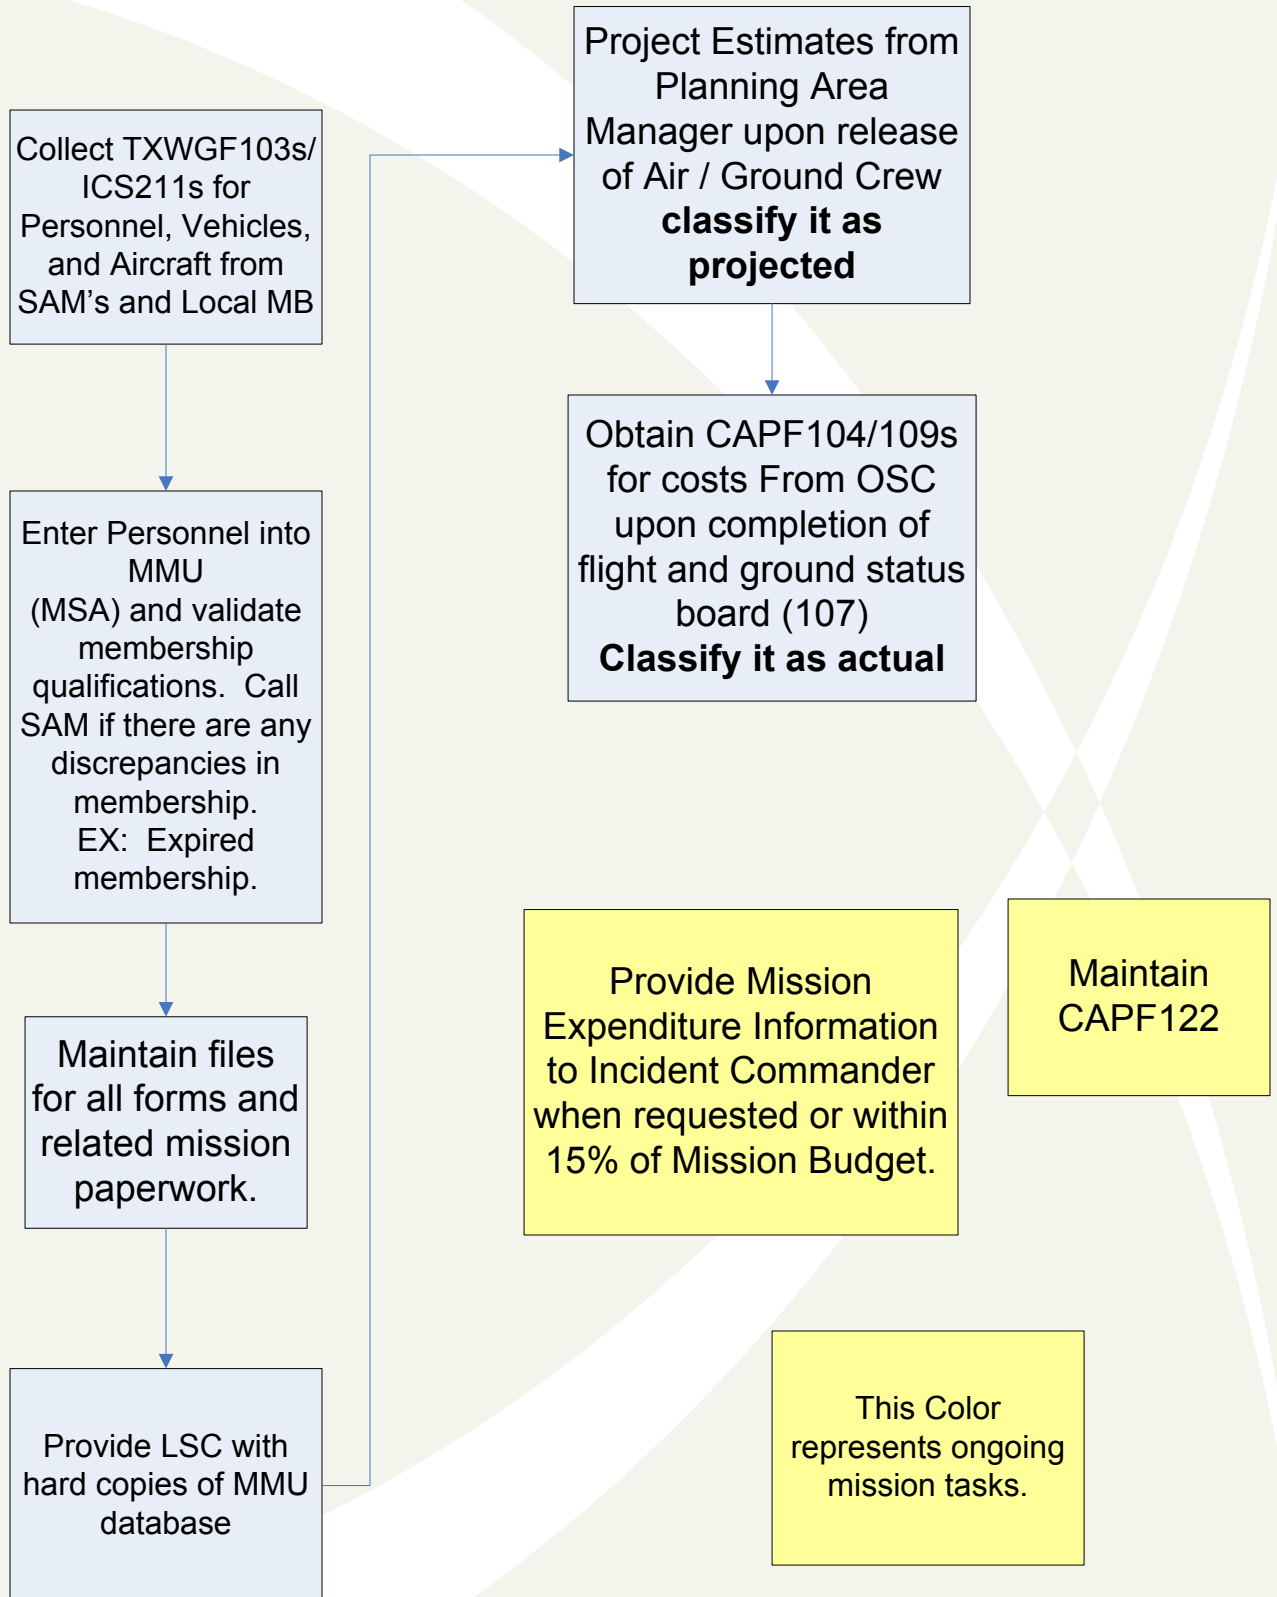 Collect TXWGF103s/
ICS211s for
Personnel, Vehicles,
and Aircraft from
SAM's and Local MB
Enter Personnel into
MMU
(MSA) and validate
membership
qualifications.  Call
SAM if there are any
discrepancies in
membership.
EX:  Expired
membership.
Maintain files
for all forms and
related mission
paperwork.
Provide LSC with
hard copies of MMU
database
Project Estimates from
Planning Area
Manager upon release
of Air / Ground Crew
classify it as
projected
Obtain CAPF104/109s
for costs From OSC
upon completion of
flight and ground status
board (107)
Classify it as actual
Provide Mission
Expenditure Information
to Incident Commander
when requested or within
15% of Mission Budget.
Maintain
CAPF122
This Color
represents ongoing
mission tasks.